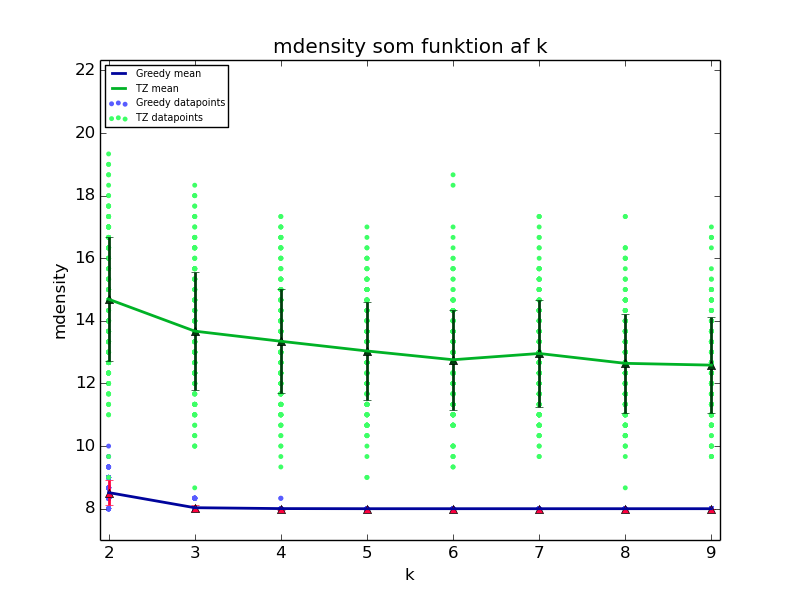 mdensity som funktion af k
Greedy mean
TZ mean
Greedy datapoints
TZ datapoints
22
20
18
16
14
12
10
8
mdensity
2 3 4 5 6 7 8 9
k